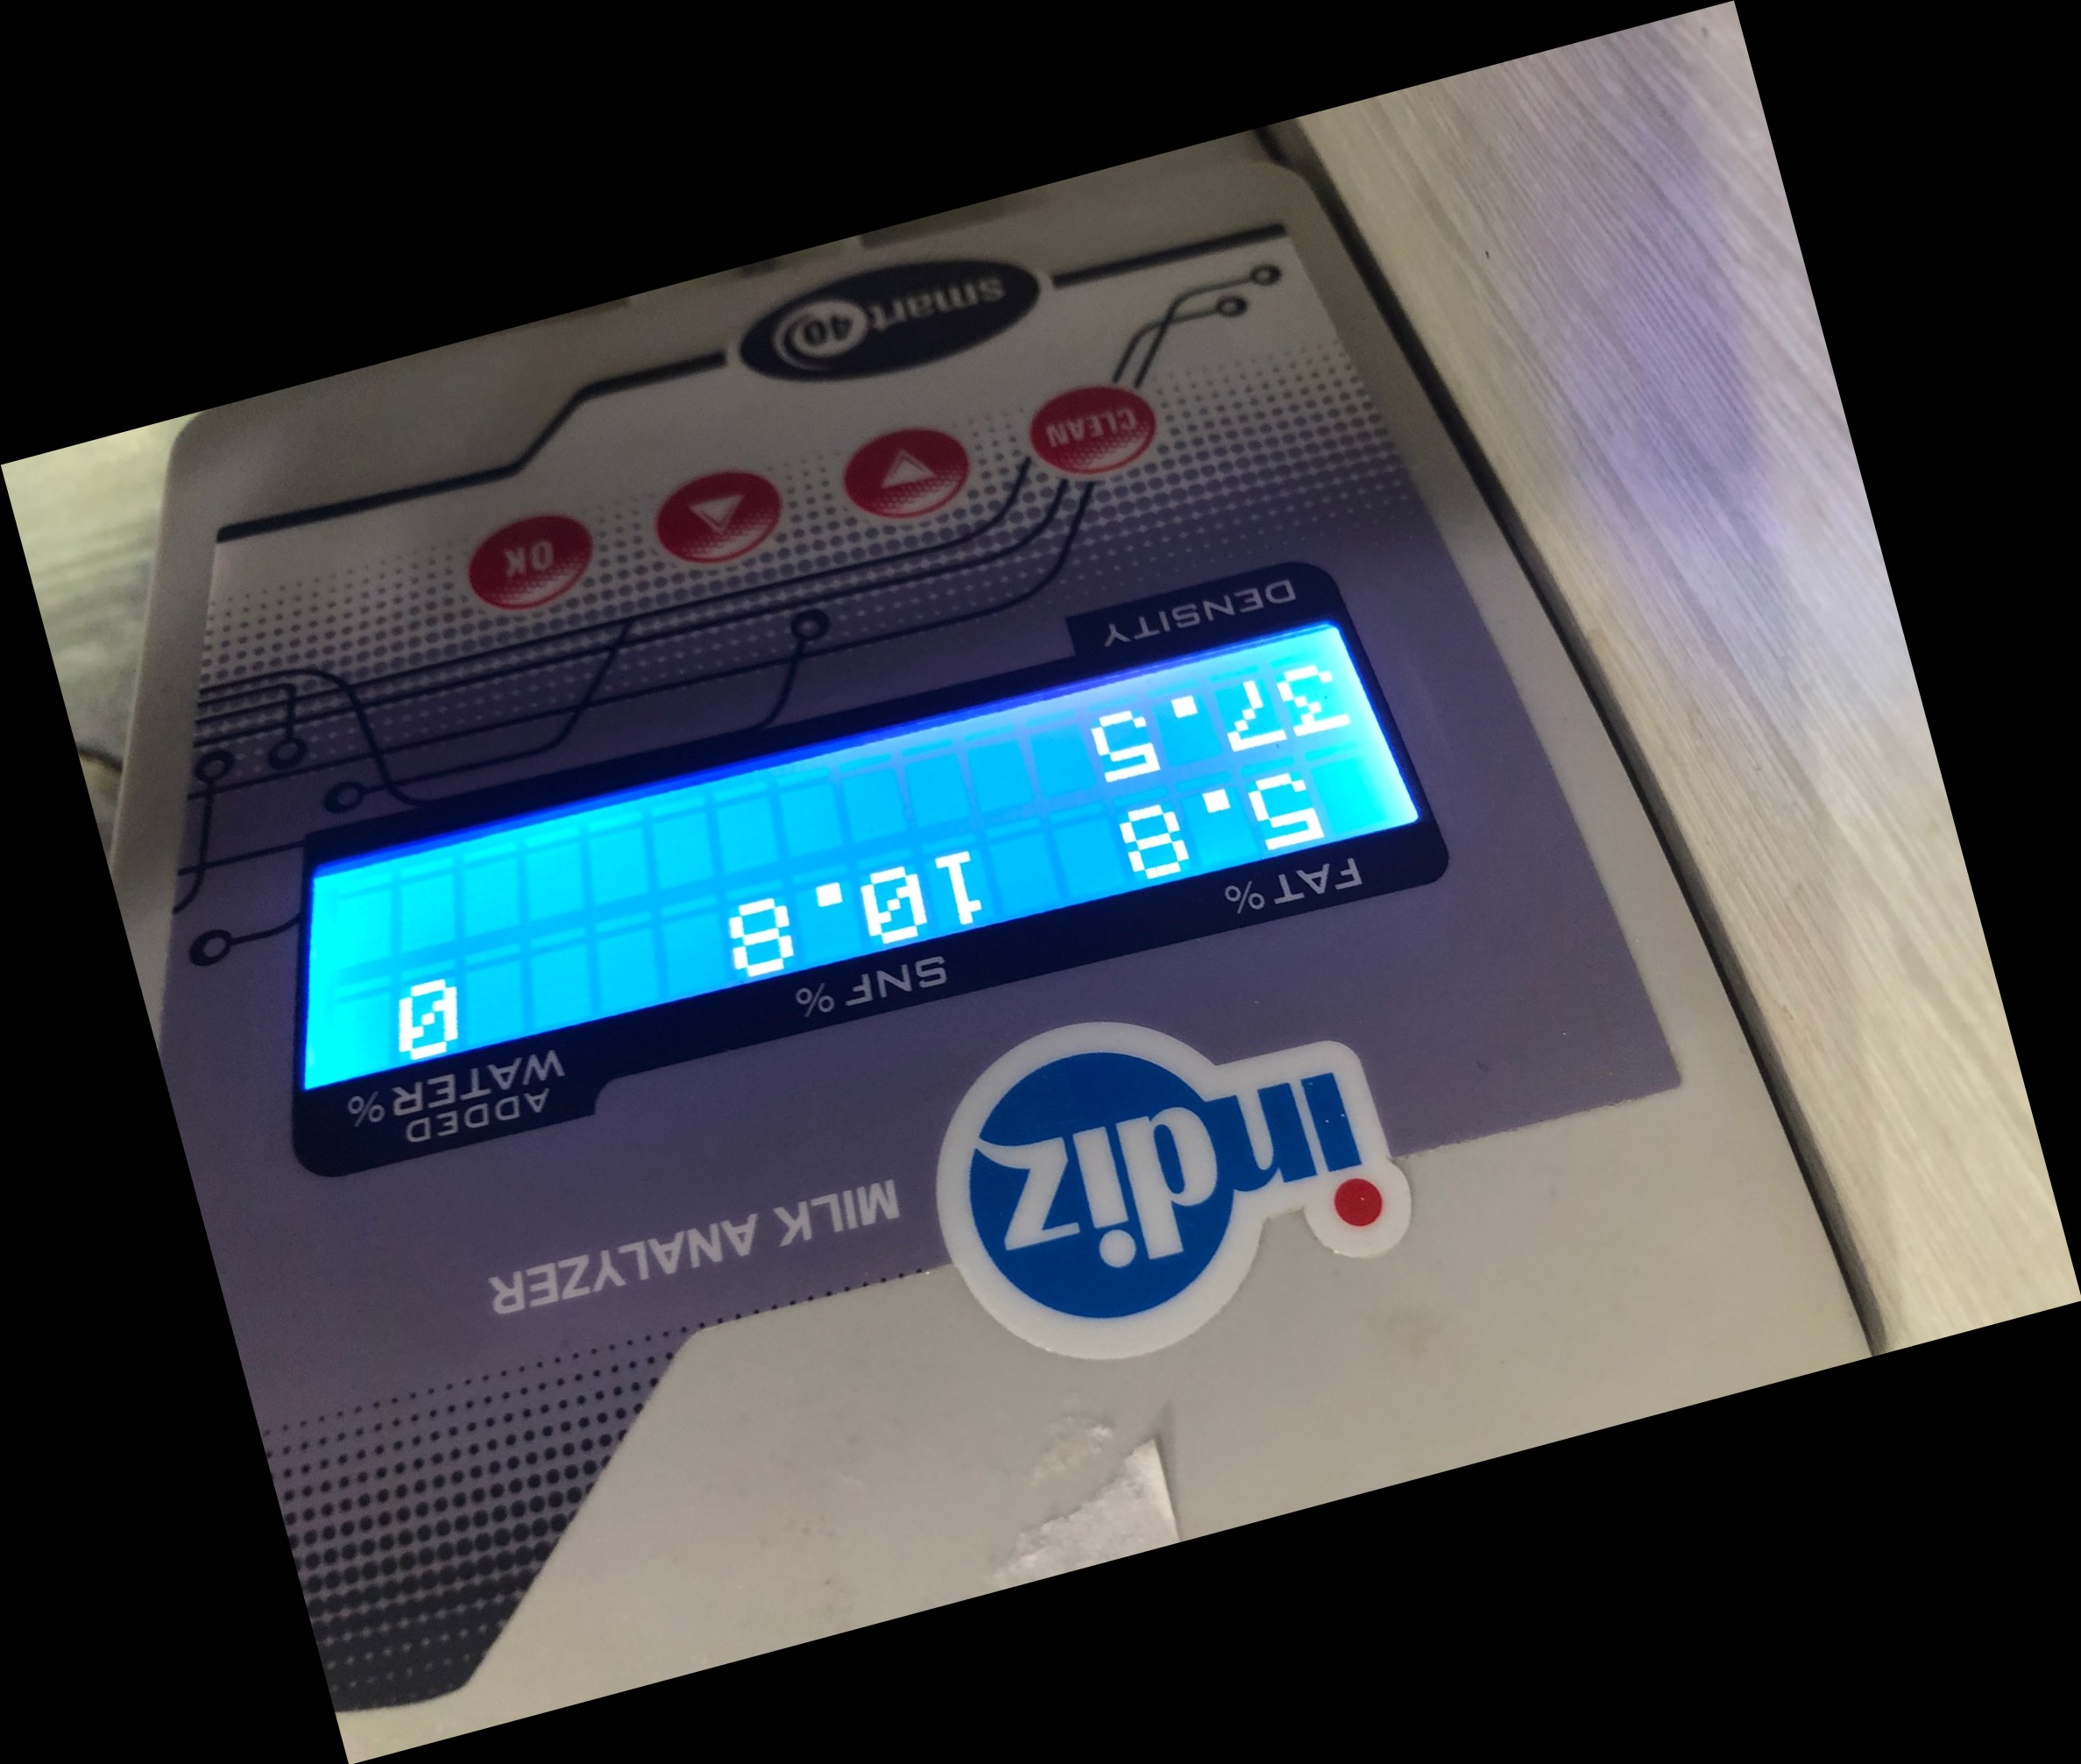 indiz
MILK ANALYZER
FAT% SNF% ADDED
WATER%
5.8 10.8 0
37.5
DENSITY
CLEAN OK
smart 40